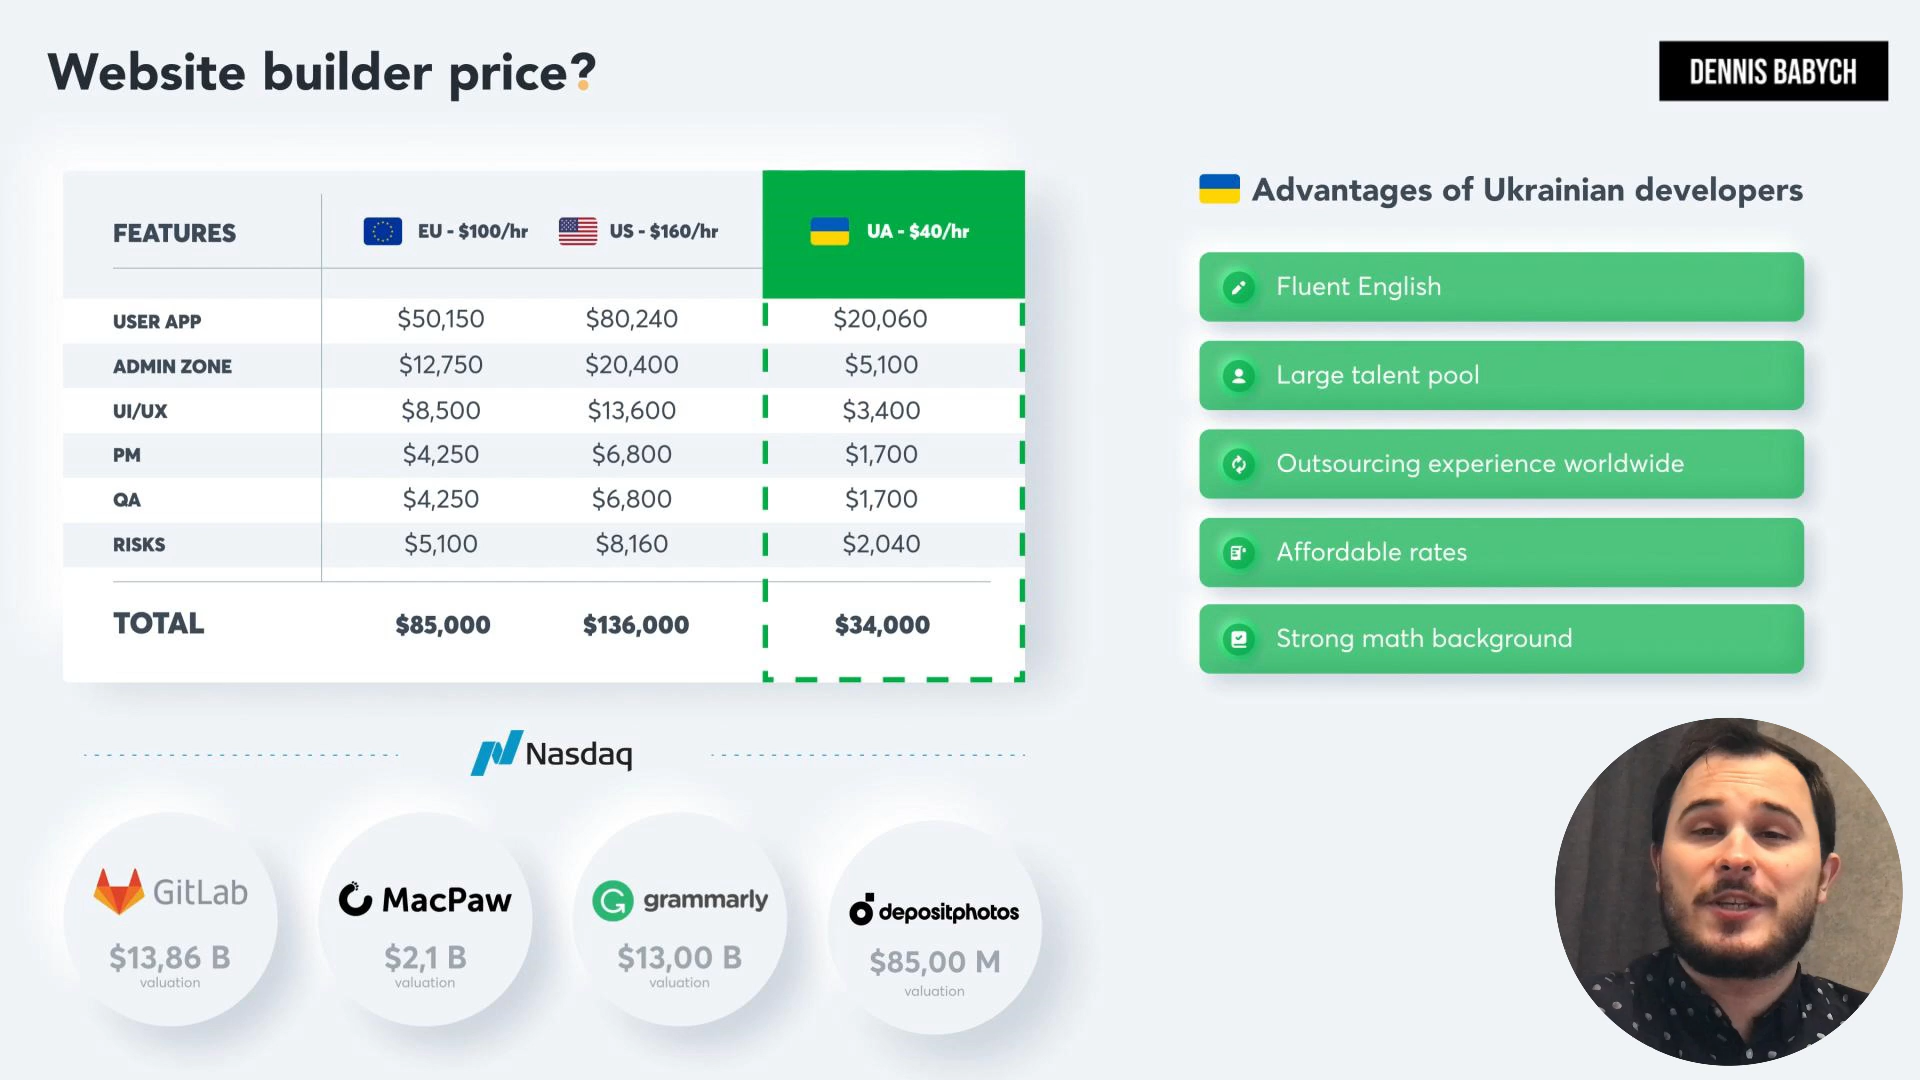 Website builder price?
DENNIS BABYCH
FEATURES EU - $100/hr US - $160/hr UA - $40/hr
USER APP $50,150 $80,240 $20,060
ADMIN ZONE $12,750 $20,400 $5,100
UI/UX $8,500 $13,600 $3,400
PM $4,250 $6,800 $1,700
QA $4,250 $6,800 $1,700
RISKS $5,100 $8,160 $2,040
TOTAL $85,000 $136,000 $34,000
Advantages of Ukrainian developers
Fluent English
Large talent pool
Outsourcing experience worldwide
Affordable rates
Strong math background
Nasdaq
GitLab
$13,86 B
valuation
MacPaw
$2,1 B
valuation
grammarly
$13,00 B
valuation
depositphotos
$85,00 M
valuation